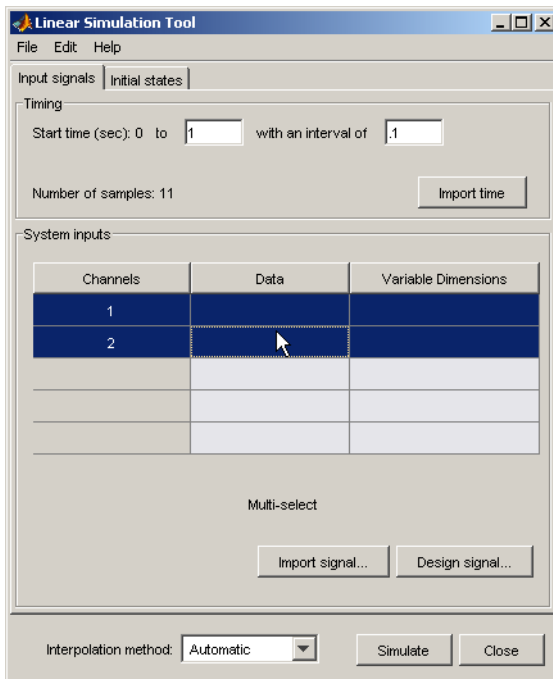 Linear Simulation Tool
File Edit Help
Input signals Initial states
Timing
Start time (sec): 0 to 1 with an interval of .1
Number of samples: 11 Import time
System inputs
Channels Data Variable Dimensions
1
2
Multi-select
Import signal... Design signal...
Interpolation method: Automatic Simulate Close